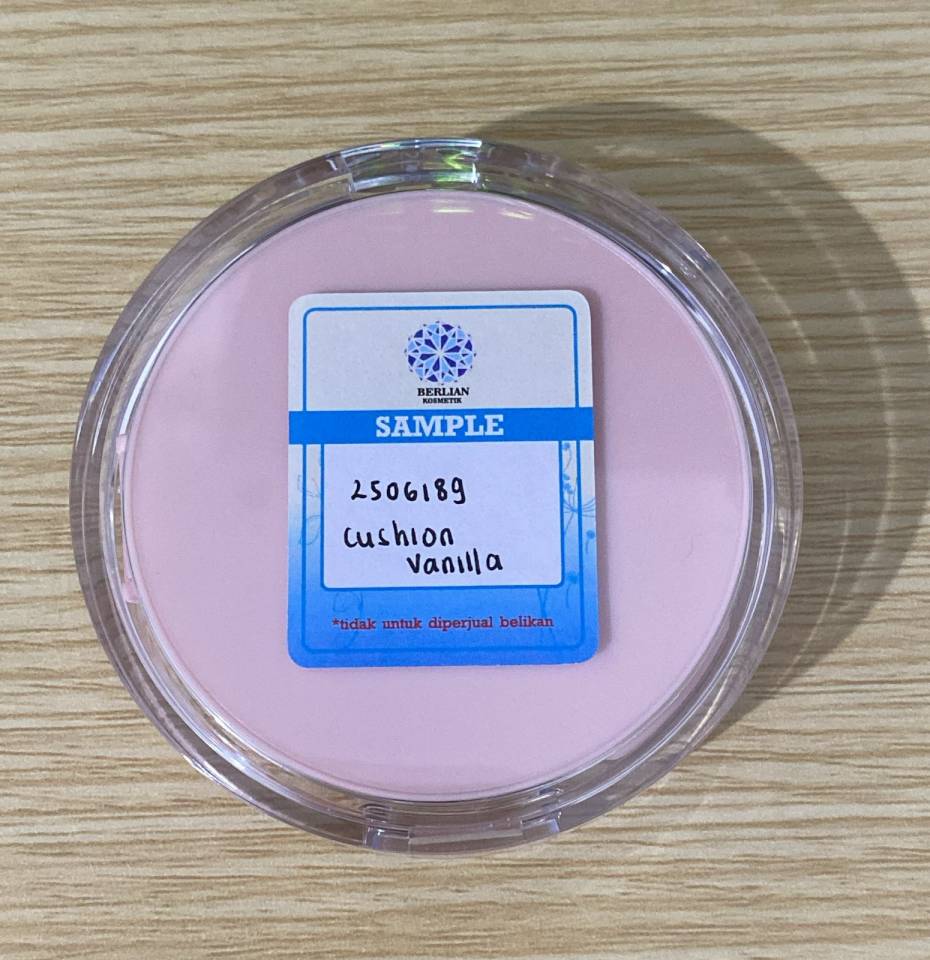 BERLIAN
KOSMETIK
SAMPLE
2506189
cushion
vanilla
*tidak untuk diperjual belikan